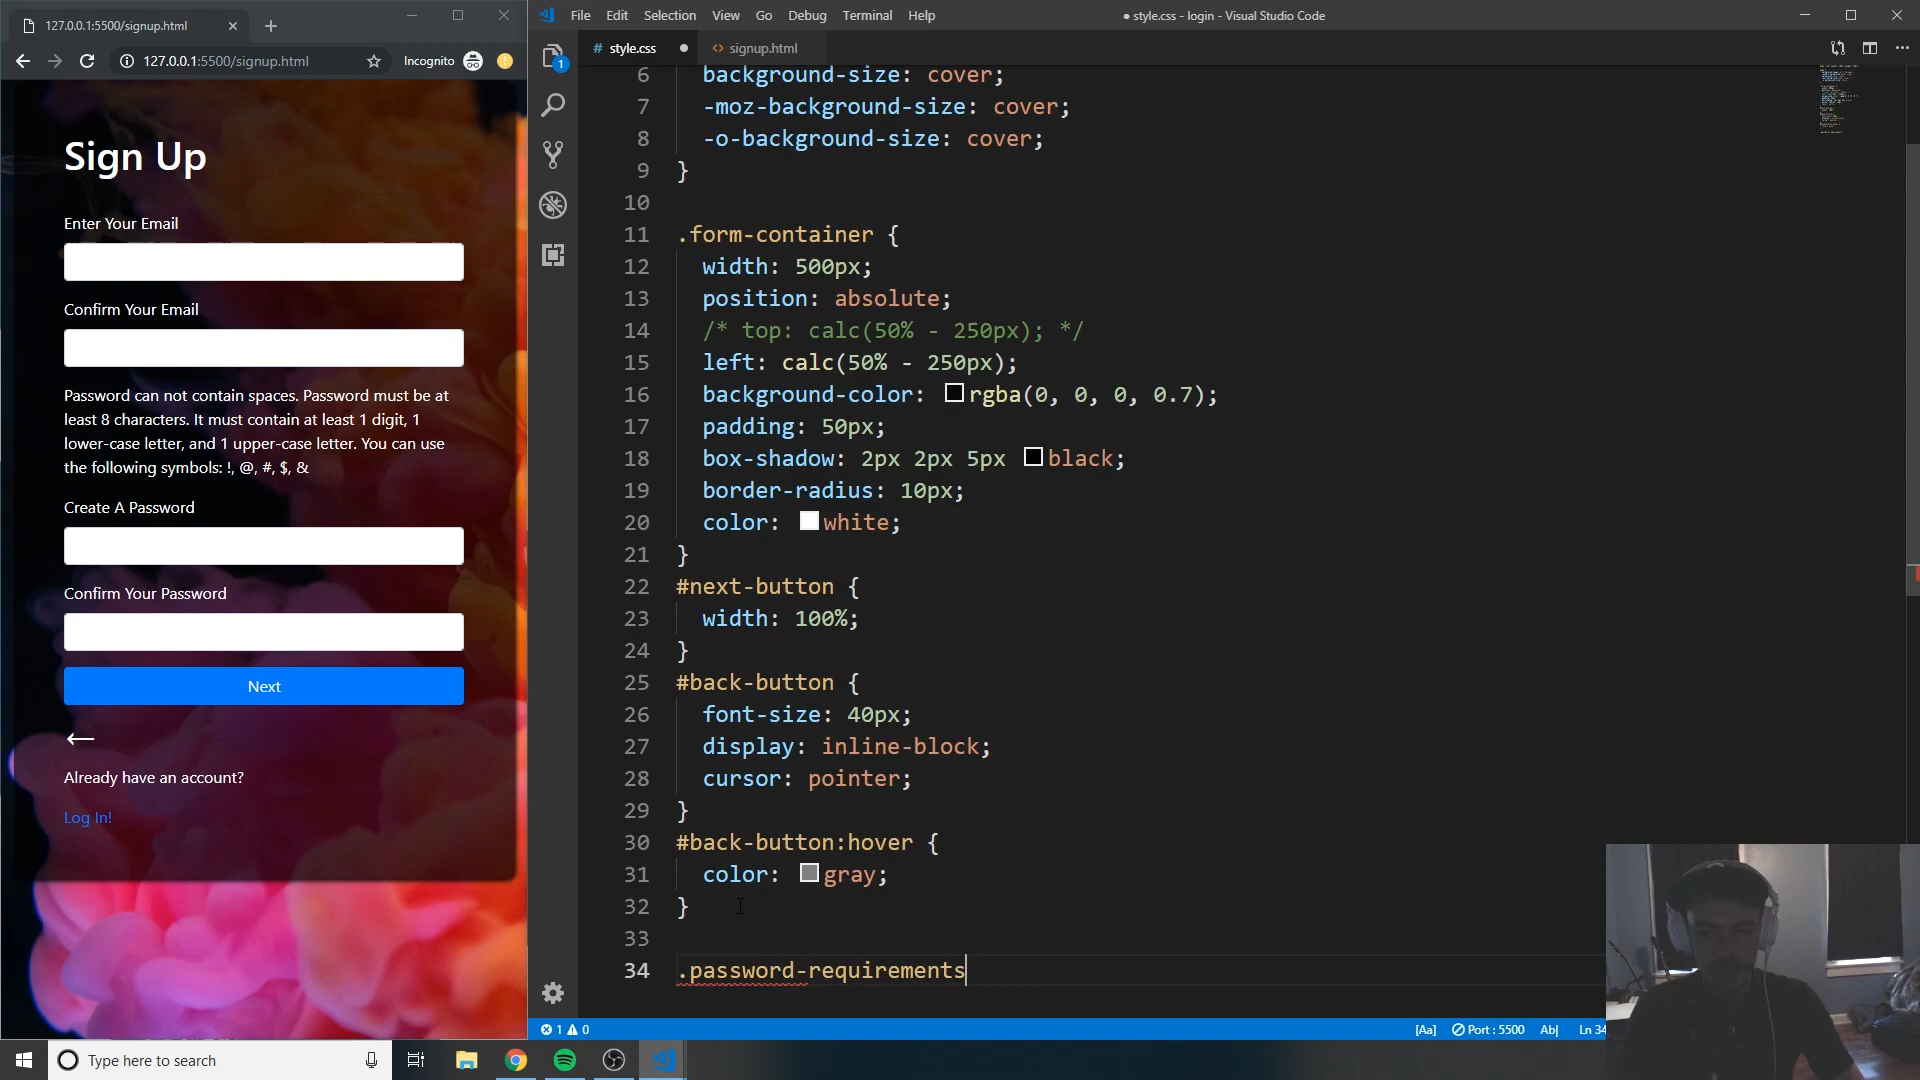 127.0.0.1:5500/signup.html
127.0.0.1:5500/signup.html
Incognito
Sign Up
Enter Your Email
Confirm Your Email
Password can not contain spaces. Password must be at
least 8 characters. It must contain at least 1 digit, 1
lower-case letter, and 1 upper-case letter. You can use
the following symbols: !, @, #, $, &
Create A Password
Confirm Your Password
Next
Already have an account?
Log In!
File Edit Selection View Go Debug Terminal Help
● style.css - login - Visual Studio Code
# style.css
<> signup.html
1
6 background-size: cover;
7 -moz-background-size: cover;
8 -o-background-size: cover;
9 }
10
11 .form-container {
12 width: 500px;
13 position: absolute;
14 /* top: calc(50% - 250px); */
15 left: calc(50% - 250px);
16 background-color: rgba(0, 0, 0, 0.7);
17 padding: 50px;
18 box-shadow: 2px 2px 5px black;
19 border-radius: 10px;
20 color: white;
21 }
22 #next-button {
23 width: 100%;
24 }
25 #back-button {
26 font-size: 40px;
27 display: inline-block;
28 cursor: pointer;
29 }
30 #back-button:hover {
31 color: gray;
32 }
33
34 .password-requirements
1 0
[Aa] Port : 5500 Ab| Ln 34
Type here to search